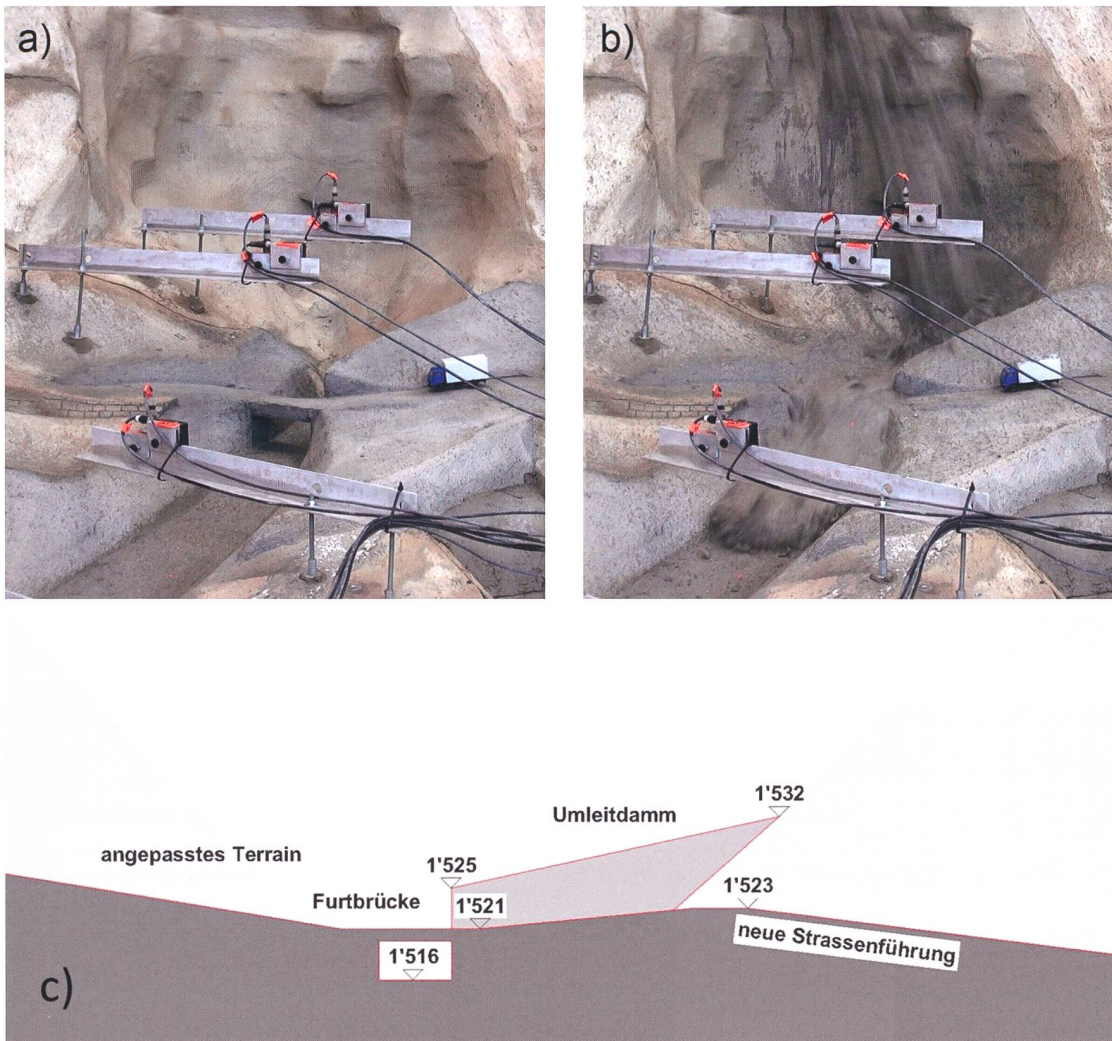 a)
b)
1'532
Umleitdamm
angepasstes Terrain
1'525
Furtbrücke
1'521
1'523
neue Strassenführung
1'516
c)